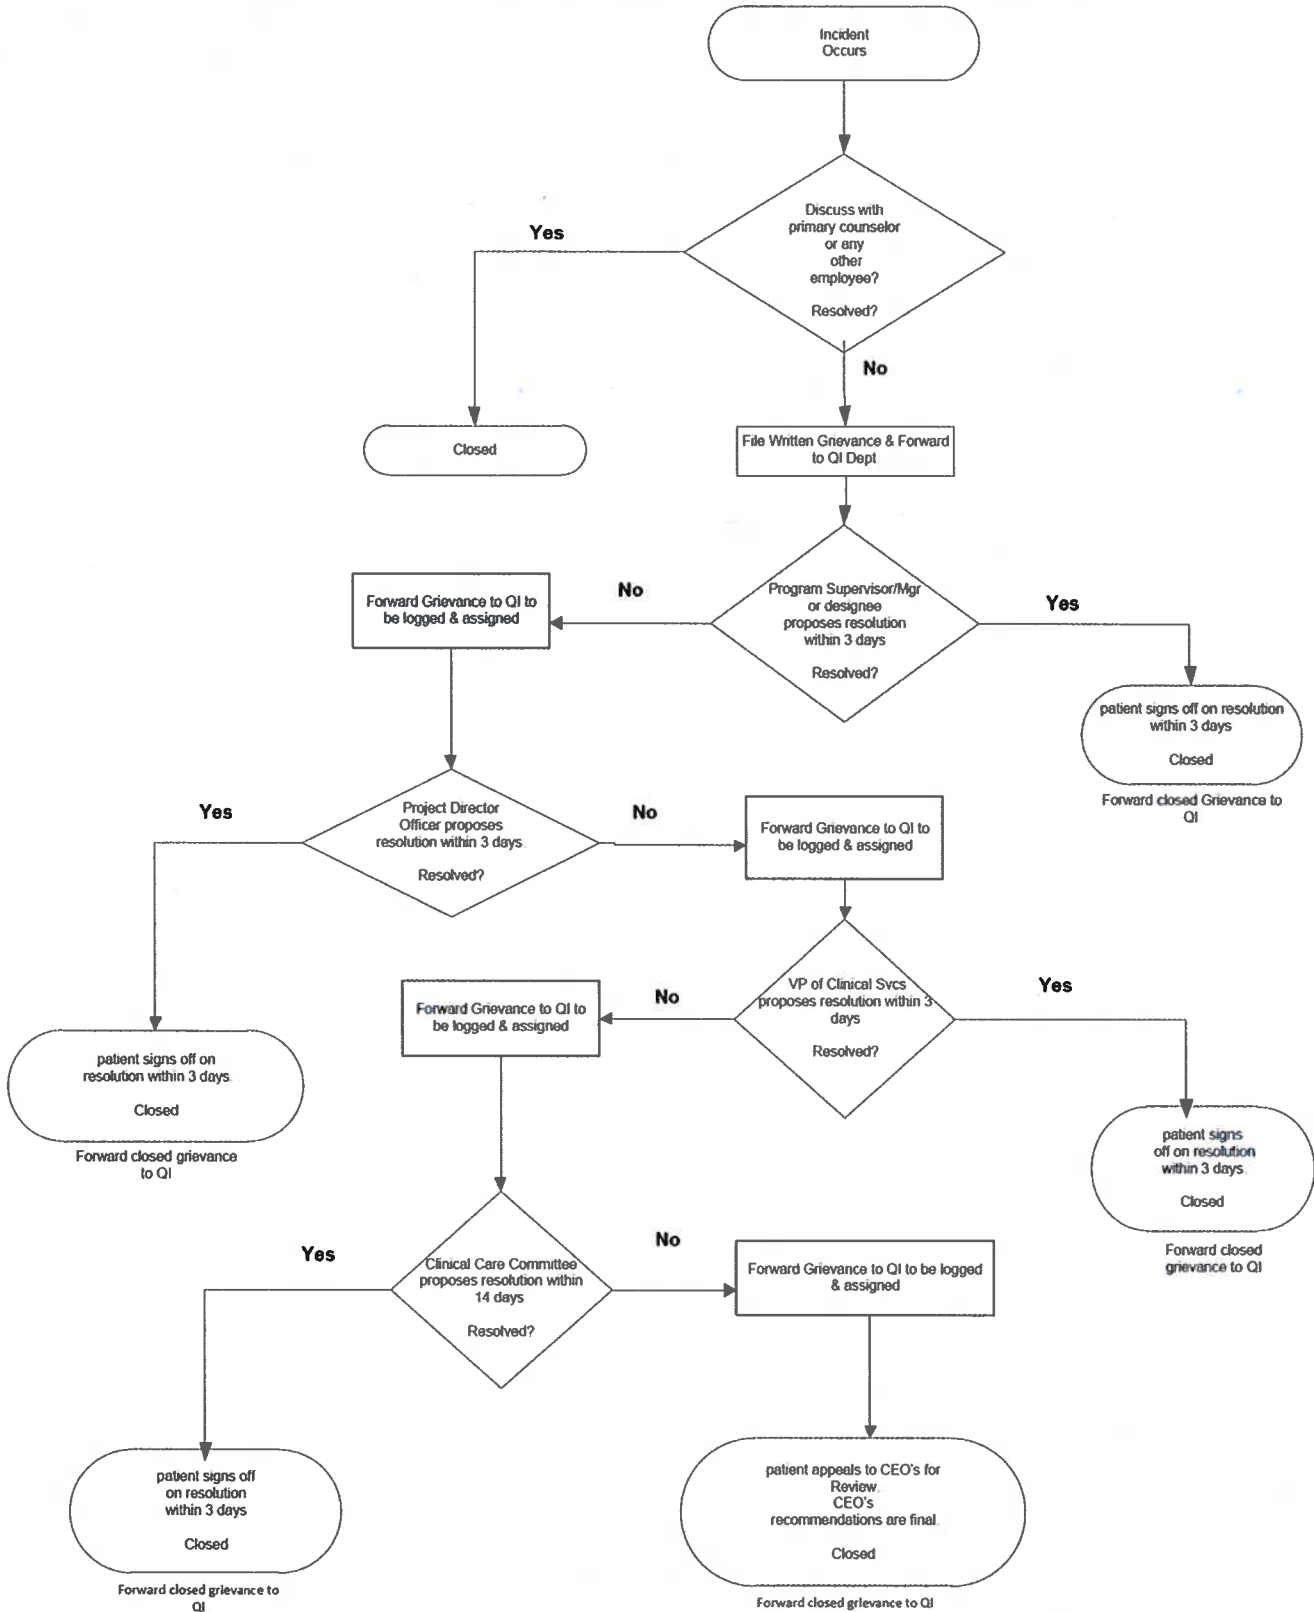 Incident
Occurs
Discuss with
primary counselor
or any
other
employee?
Resolved?
Yes
No
Closed
File Written Grievance & Forward
to QI Dept
Program Supervisor/Mgr
or designee
proposes resolution
within 3 days
Resolved?
No
Yes
Forward Grievance to QI to
be logged & assigned
patient signs off on resolution
within 3 days
Closed
Forward closed Grievance to
QI
Project Director
Officer proposes
resolution within 3 days.
Resolved?
Yes
No
Forward Grievance to QI to
be logged & assigned
VP of Clinical Svcs
proposes resolution within 3
days
Resolved?
No
Yes
Forward Grievance to QI to
be logged & assigned
patient signs off on
resolution within 3 days.
Closed
Forward closed grievance
to QI
patient signs
off on resolution
within 3 days.
Closed
Forward closed
grievance to QI
Clinical Care Committee
proposes resolution within
14 days
Resolved?
Yes
No
Forward Grievance to QI to be logged
& assigned
patient signs off
on resolution
within 3 days
Closed
Forward closed grievance to
QI
patient appeals to CEO's for
Review.
CEO's
recommendations are final.
Closed
Forward closed grievance to QI